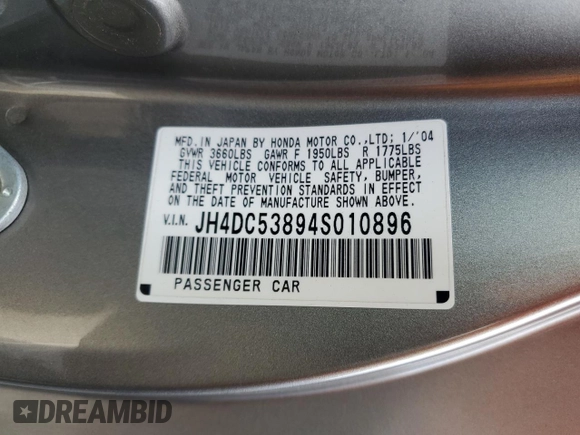 MFD. IN JAPAN BY HONDA MOTOR CO.,LTD; 1/'04
GVWR 3660LBS GAWR F 1950LBS R 1775LBS
THIS VEHICLE CONFORMS TO ALL APPLICABLE
FEDERAL MOTOR VEHICLE SAFETY, BUMPER,
AND THEFT PREVENTION STANDARDS IN EFFECT
ON THE DATE OF MANUFACTURE SHOWN ABOVE.
V.I.N. JH4DC53894S010896
PASSENGER CAR
DREAMBID